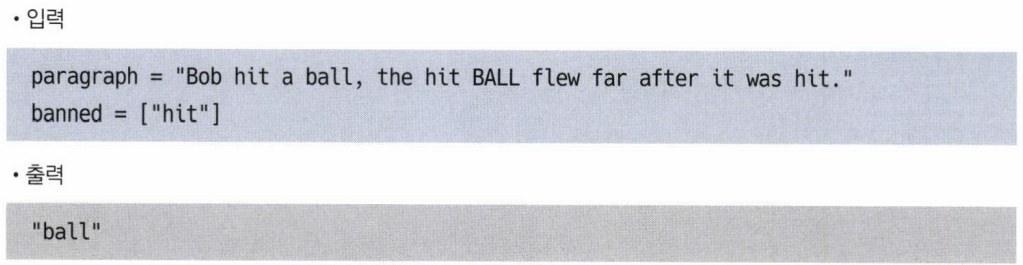 • 입력
paragraph = "Bob hit a ball, the hit BALL flew far after it was hit."
banned = ["hit"]
• 출력
"ball"